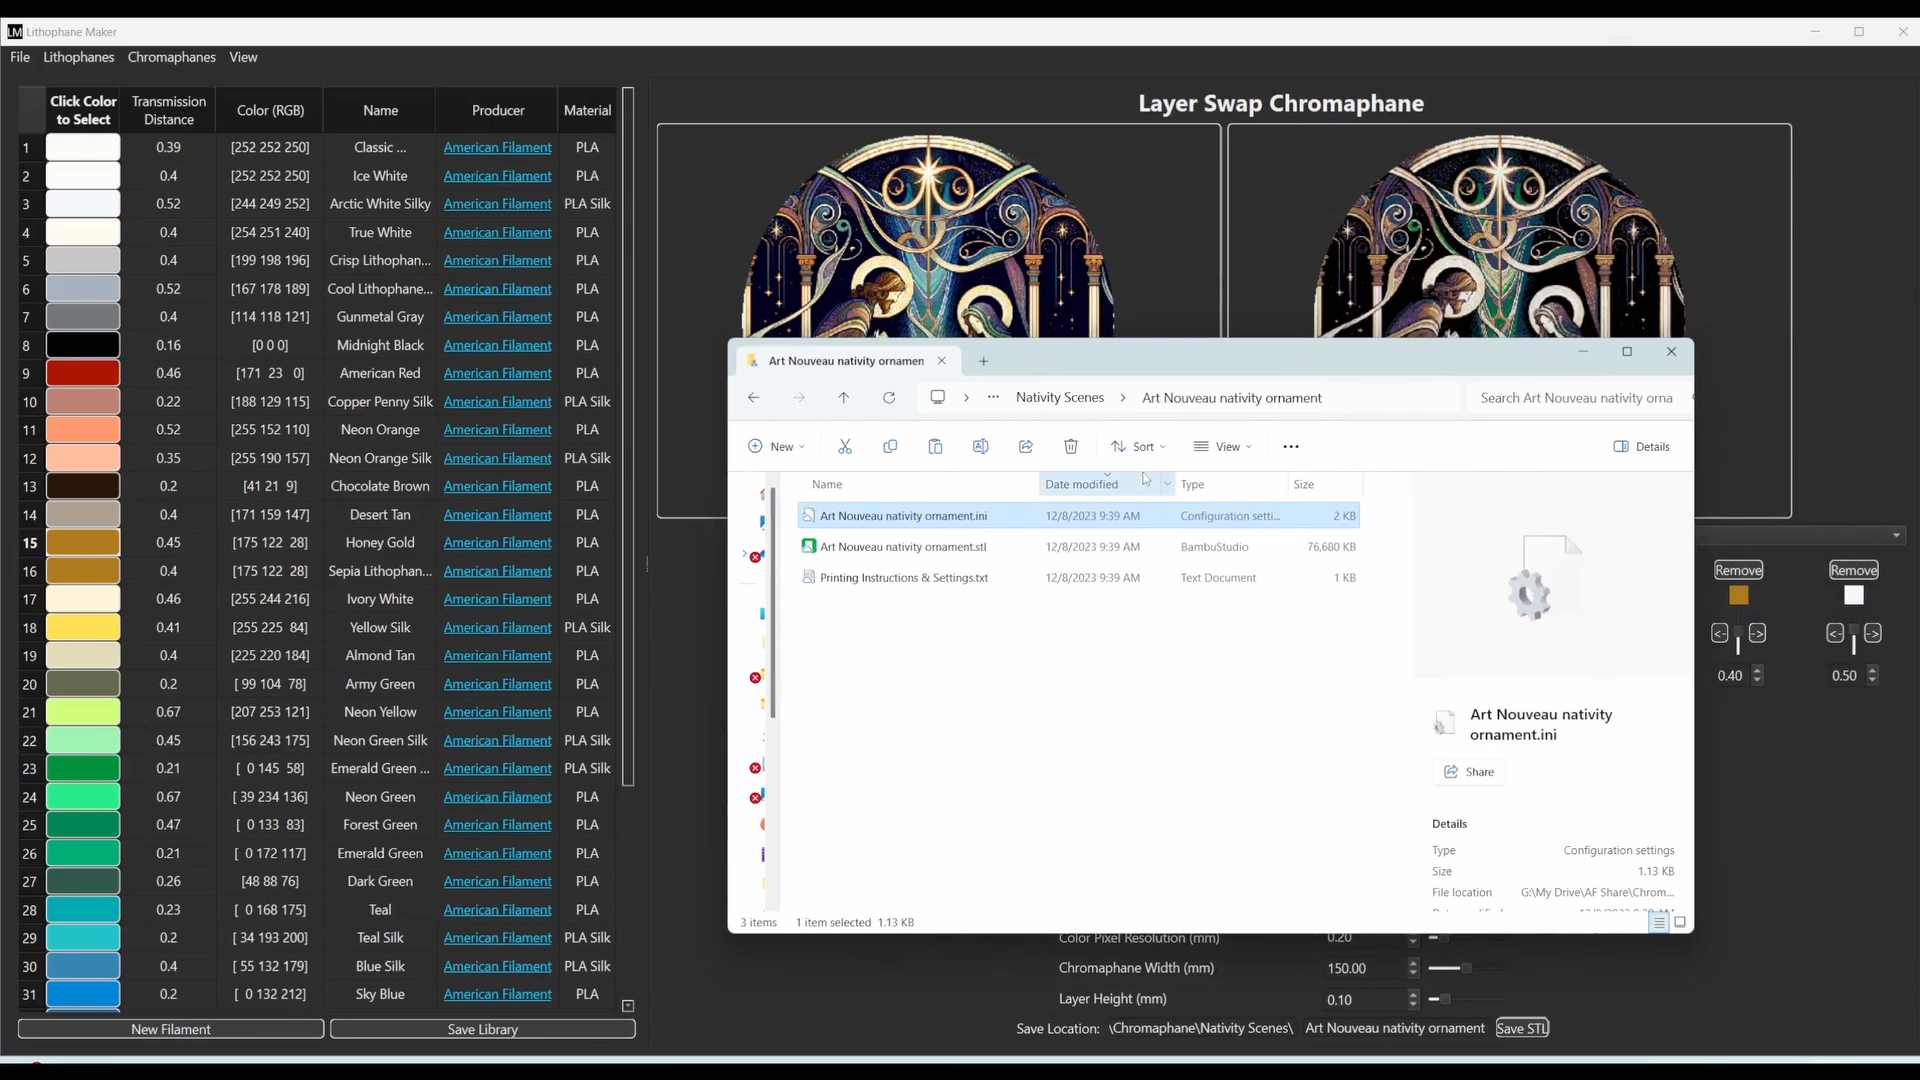 LM Lithophane Maker
File Lithophanes Chromaphanes View
Click Color to Select Transmission Distance Color (RGB) Name Producer Material
1 0.39 [252 252 250] Classic ... American Filament PLA
2 0.4 [252 252 250] Ice White American Filament PLA
3 0.52 [244 249 252] Arctic White Silky American Filament PLA Silk
4 0.4 [254 251 240] True White American Filament PLA
5 0.4 [199 198 196] Crisp Lithophan... American Filament PLA
6 0.52 [167 178 189] Cool Lithophane... American Filament PLA
7 0.4 [114 118 121] Gunmetal Gray American Filament PLA
8 0.16 [0 0 0] Midnight Black American Filament PLA
9 0.46 [171 23 0] American Red American Filament PLA
10 0.22 [188 129 115] Copper Penny Silk American Filament PLA Silk
11 0.52 [255 152 110] Neon Orange American Filament PLA
12 0.35 [255 190 157] Neon Orange Silk American Filament PLA Silk
13 0.2 [41 21 9] Chocolate Brown American Filament PLA
14 0.4 [171 159 147] Desert Tan American Filament PLA
15 0.45 [175 122 28] Honey Gold American Filament PLA
16 0.4 [175 122 28] Sepia Lithophan... American Filament PLA
17 0.46 [255 244 216] Ivory White American Filament PLA
18 0.41 [255 225 84] Yellow Silk American Filament PLA Silk
19 0.4 [225 220 184] Almond Tan American Filament PLA
20 0.2 [ 99 104 78] Army Green American Filament PLA
21 0.67 [207 253 121] Neon Yellow American Filament PLA
22 0.45 [156 243 175] Neon Green Silk American Filament PLA Silk
23 0.21 [ 0 145 58] Emerald Green ... American Filament PLA Silk
24 0.67 [ 39 234 136] Neon Green American Filament PLA
25 0.47 [ 0 133 83] Forest Green American Filament PLA
26 0.21 [ 0 172 117] Emerald Green American Filament PLA
27 0.26 [48 88 76] Dark Green American Filament PLA
28 0.23 [ 0 168 175] Teal American Filament PLA
29 0.2 [ 34 193 200] Teal Silk American Filament PLA Silk
30 0.4 [ 55 132 179] Blue Silk American Filament PLA Silk
31 0.2 [ 0 132 212] Sky Blue American Filament PLA
New Filament Save Library
Layer Swap Chromaphane
Art Nouveau nativity ornamen
Nativity Scenes > Art Nouveau nativity ornament
Search Art Nouveau nativity orna
New Sort View Details
Name Date modified Type Size
Art Nouveau nativity ornament.ini 12/8/2023 9:39 AM Configuration setti... 2 KB
Art Nouveau nativity ornament.stl 12/8/2023 9:39 AM BambuStudio 76,680 KB
Printing Instructions & Settings.txt 12/8/2023 9:39 AM Text Document 1 KB
Art Nouveau nativity
ornament.ini
Share
Details
Type Configuration settings
Size 1.13 KB
File location G:\My Drive\AF Share\Chrom...
3 items 1 item selected 1.13 KB
Remove Remove
<- -> <- ->
0.40 0.50
Color Pixel Resolution (mm) 0.20
Chromaphane Width (mm) 150.00
Layer Height (mm) 0.10
Save Location: \Chromaphane\Nativity Scenes\ Art Nouveau nativity ornament Save STL